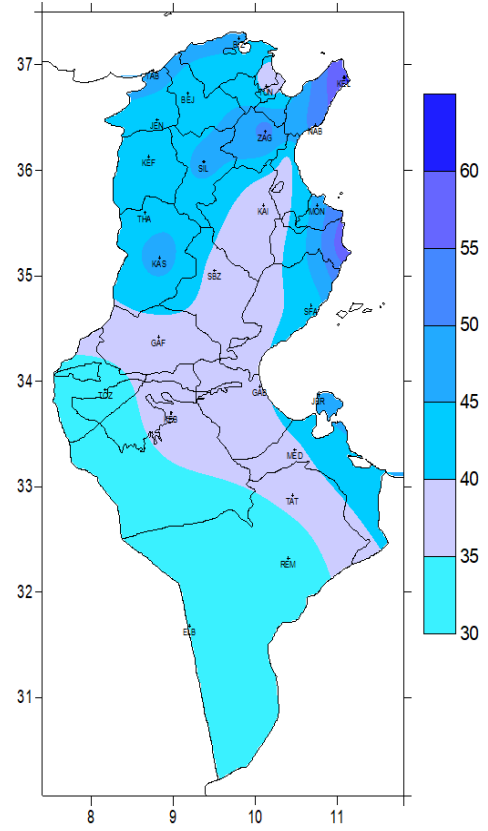 37
36
35
34
33
32
31
8 9 10 11
60
55
50
45
40
35
30
TAB
BEJ
TUN
KEL
JEN
ZAG
NAB
KEF
SIL
THA
KAI
MON
KAS
SBZ
SFA
GAF
TOZ
GAB
JER
MED
TAT
REM
ELB